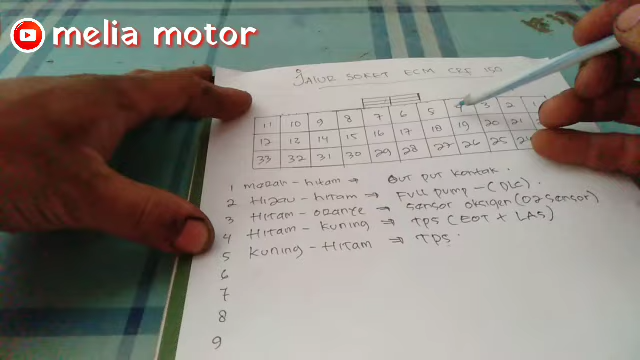 melia motor
JALUR SOKET ECM CRF 150
11 10 9 8 7 6 5 4 3 2 1
12 13 14 15 16 17 18 19 20 21
33 32 31 30 29 28 27 26 25 24
1 merah - hitam → Out put kontak.
2 Hijau - hitam → Full pump - (DLC).
3 Hitam - orange → sensor oksigen (O2 sensor)
4 Hitam - kuning → TPS (EOT + LAS)
5 kuning - Hitam → TPS.
6
7
8
9